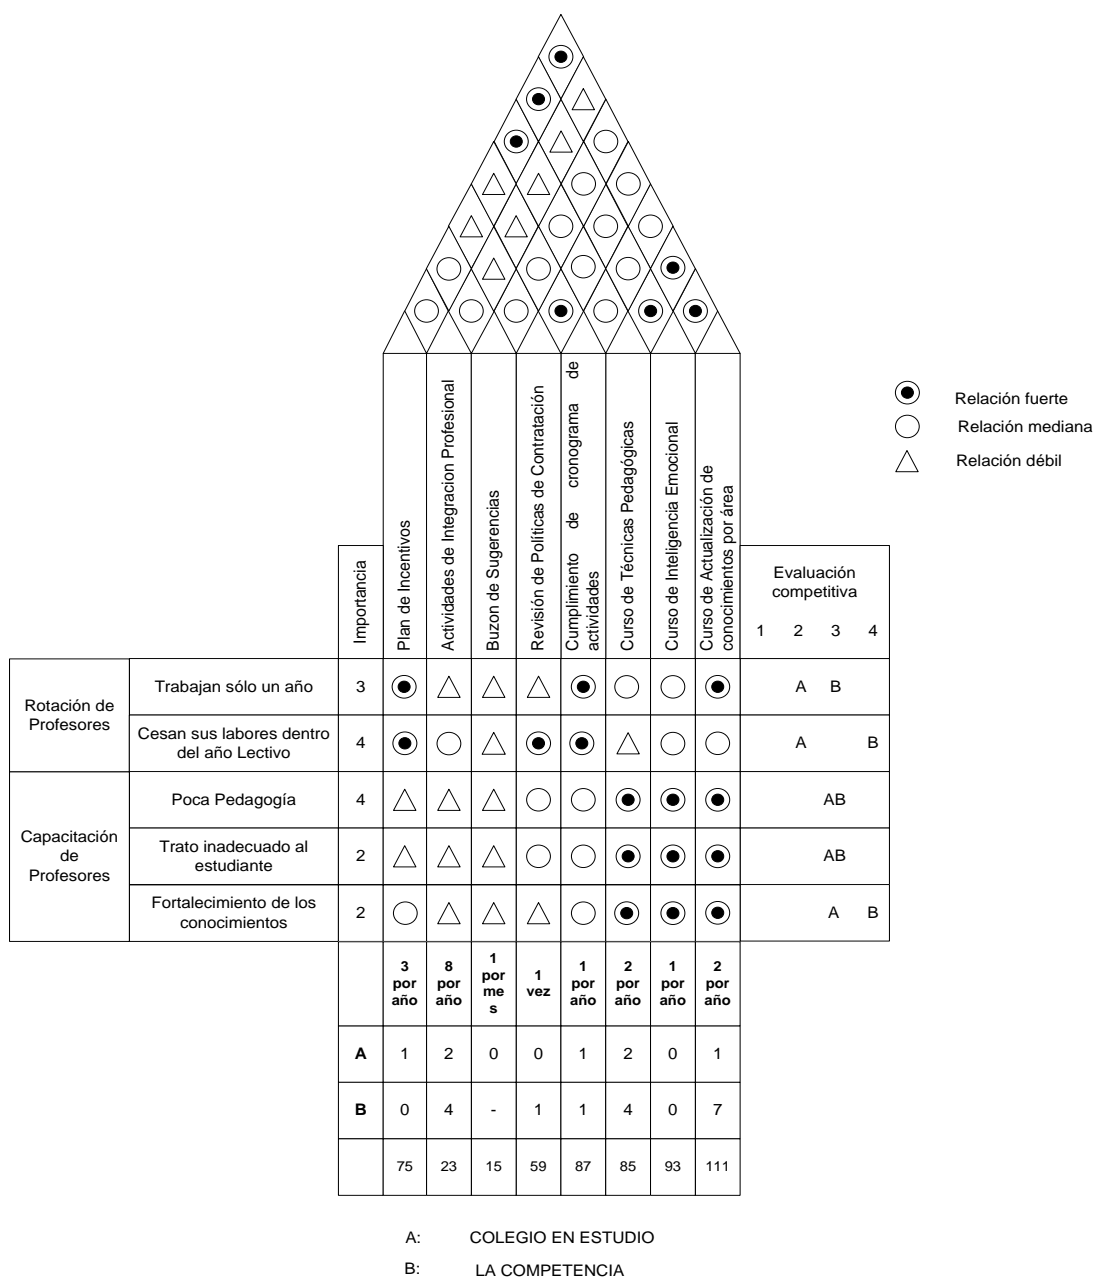 Relación fuerte
Relación mediana
Relación débil
Importancia
Plan de Incentivos
Actividades de Integracion Profesional
Buzon de Sugerencias
Revisión de Políticas de Contratación
Cumplimiento de cronograma de
actividades
Curso de Técnicas Pedagógicas
Curso de Inteligencia Emocional
Curso de Actualización de
conocimientos por área
Evaluación
competitiva
1 2 3 4
Rotación de
Profesores
Trabajan sólo un año
3
A B
Cesan sus labores dentro
del año Lectivo
4
A B
Capacitación
de
Profesores
Poca Pedagogía
4
AB
Trato inadecuado al
estudiante
2
AB
Fortalecimiento de los
conocimientos
2
A B
3
por
año
8
por
año
1
por
me
s
1
vez
1
por
año
2
por
año
1
por
año
2
por
año
A 1 2 0 0 1 2 0 1
B 0 4 - 1 1 4 0 7
75 23 15 59 87 85 93 111
A: COLEGIO EN ESTUDIO
B: LA COMPETENCIA